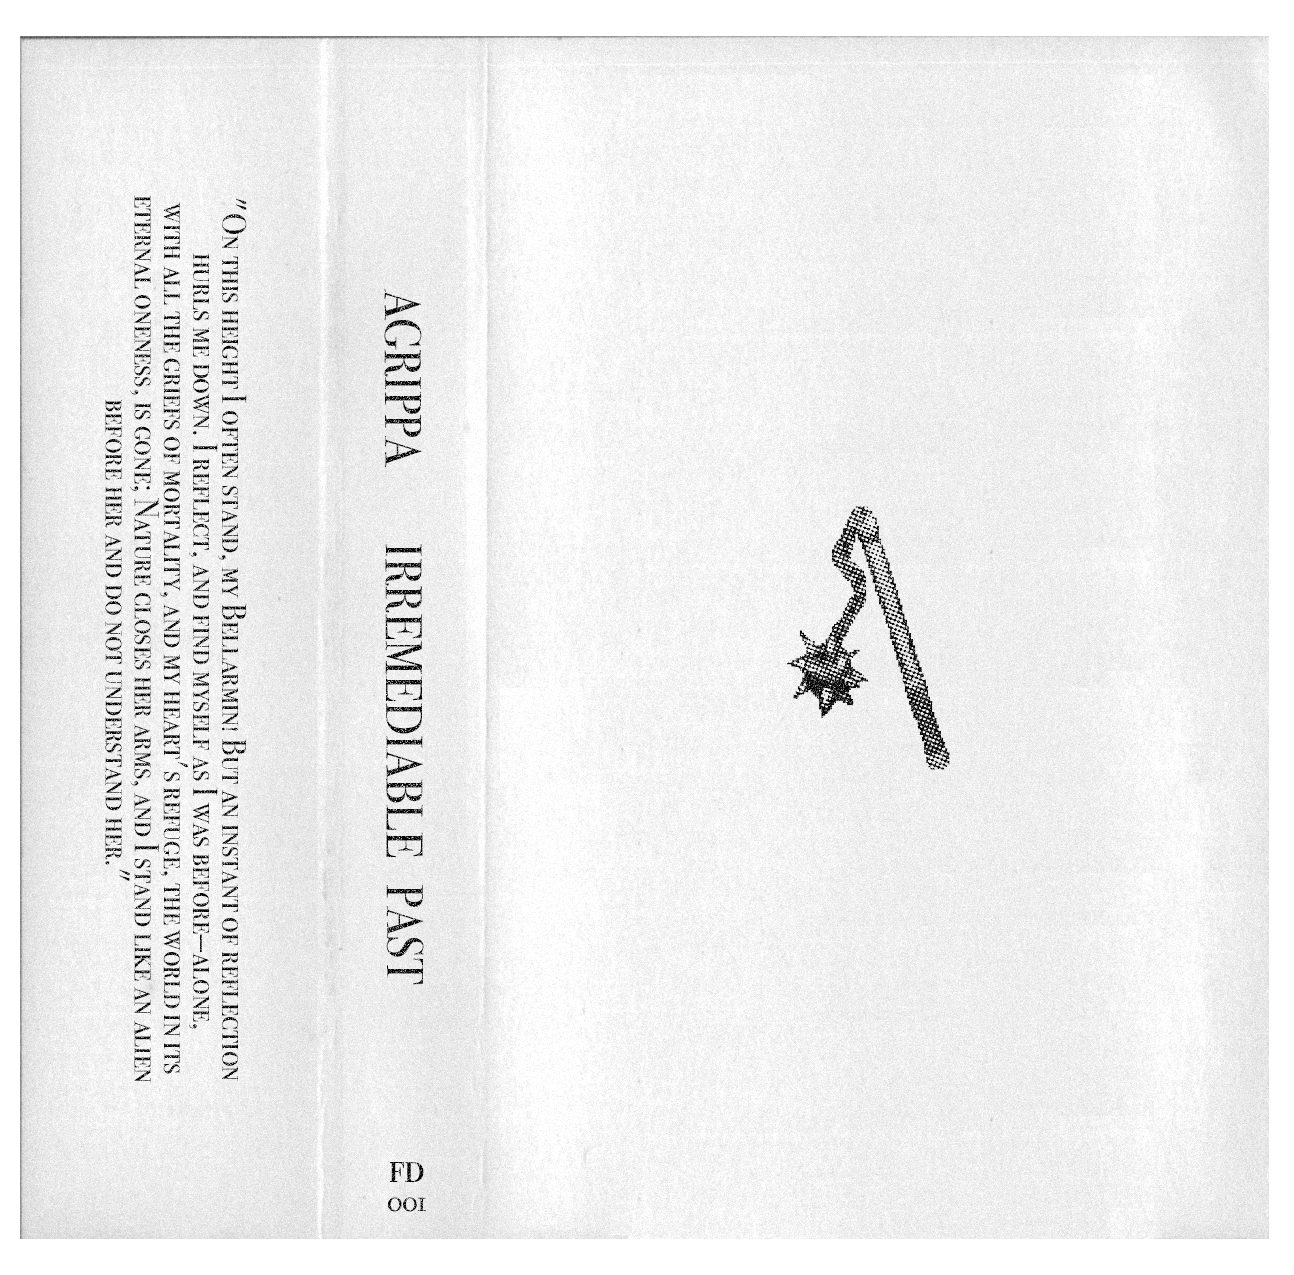 "On this height I often stand, my Bellarmin! But an instant of reflection
hurls me down. I reflect, and find myself as I was before—alone,
with all the griefs of mortality, and my heart's refuge, the world in its
eternal oneness, is gone; Nature closes her arms, and I stand like an alien
before her and do not understand her."
AGRIPPA IRREMEDIABLE PAST
FD
001